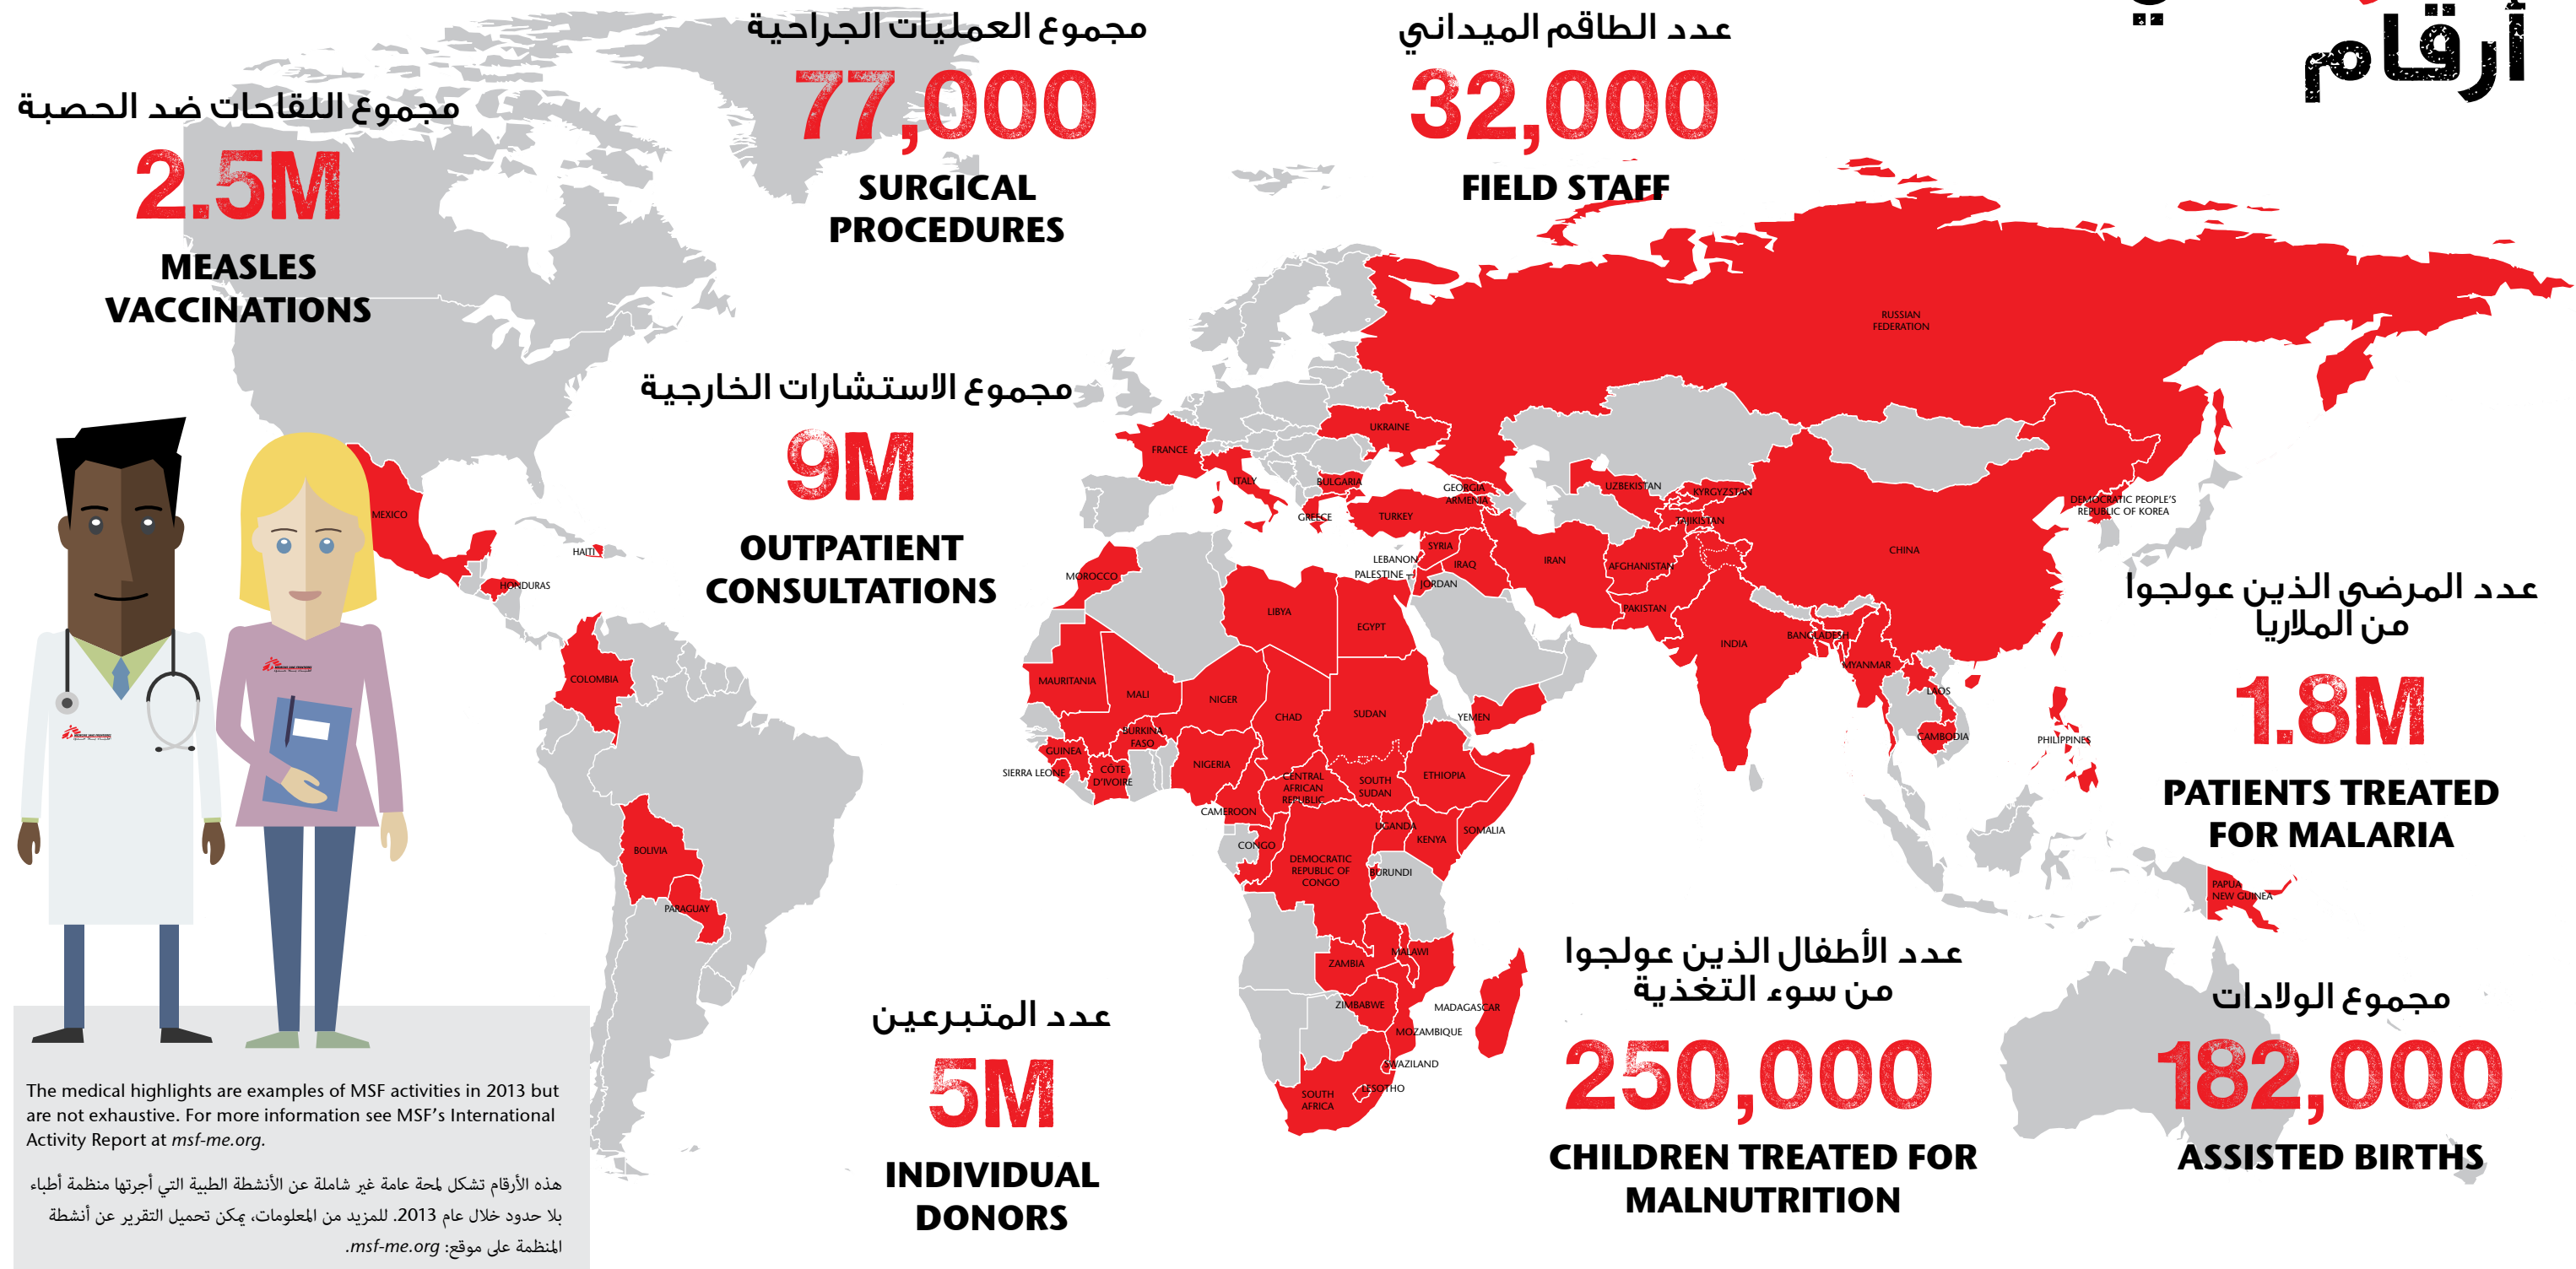 أرقام
مجموع العمليات الجراحية
77,000
SURGICAL
PROCEDURES
عدد الطاقم الميداني
32,000
FIELD STAFF
مجموع اللقاحات ضد الحصبة
2.5M
MEASLES
VACCINATIONS
مجموع الاستشارات الخارجية
9M
OUTPATIENT
CONSULTATIONS
عدد المرضى الذين عولجوا
من الملاريا
1.8M
PATIENTS TREATED
FOR MALARIA
عدد الأطفال الذين عولجوا
من سوء التغذية
250,000
CHILDREN TREATED FOR
MALNUTRITION
مجموع الولادات
182,000
ASSISTED BIRTHS
عدد المتبرعين
5M
INDIVIDUAL
DONORS
RUSSIAN
FEDERATION
UKRAINE
FRANCE
ITALY
BULGARIA
GREECE
TURKEY
GEORGIA
ARMENIA
UZBEKISTAN
KYRGYZSTAN
TAJIKISTAN
DEMOCRATIC PEOPLE'S
REPUBLIC OF KOREA
CHINA
SYRIA
LEBANON
IRAQ
PALESTINE
JORDAN
IRAN
AFGHANISTAN
PAKISTAN
INDIA
BANGLADESH
MYANMAR
LAOS
CAMBODIA
PHILIPPINES
PAPUA
NEW GUINEA
MEXICO
HAITI
HONDURAS
COLOMBIA
BOLIVIA
PARAGUAY
MOROCCO
LIBYA
EGYPT
MAURITANIA
MALI
NIGER
CHAD
SUDAN
YEMEN
BURKINA
FASO
GUINEA
SIERRA LEONE
CÔTE
D'IVOIRE
NIGERIA
CENTRAL
AFRICAN
REPUBLIC
SOUTH
SUDAN
ETHIOPIA
CAMEROON
UGANDA
KENYA
SOMALIA
CONGO
DEMOCRATIC
REPUBLIC OF
CONGO
BURUNDI
MALAWI
ZAMBIA
ZIMBABWE
MADAGASCAR
MOZAMBIQUE
SWAZILAND
LESOTHO
SOUTH
AFRICA
The medical highlights are examples of MSF activities in 2013 but
are not exhaustive. For more information see MSF's International
Activity Report at msf-me.org.
هذه الأرقام تشكل لمحة عامة غير شاملة عن الأنشطة الطبية التي أجرتها منظمة أطباء
بلا حدود خلال عام 2013. للمزيد من المعلومات، يمكن تحميل التقرير عن أنشطة
المنظمة على موقع: msf-me.org.